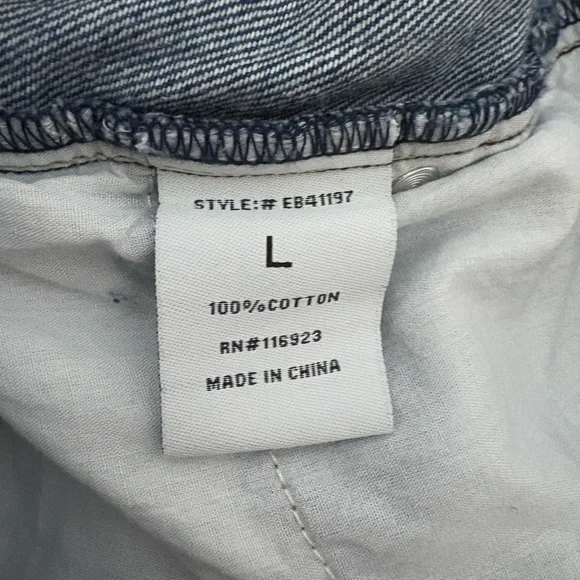 STYLE:# EB41197
L
100%COTTON
RN#116923
MADE IN CHINA